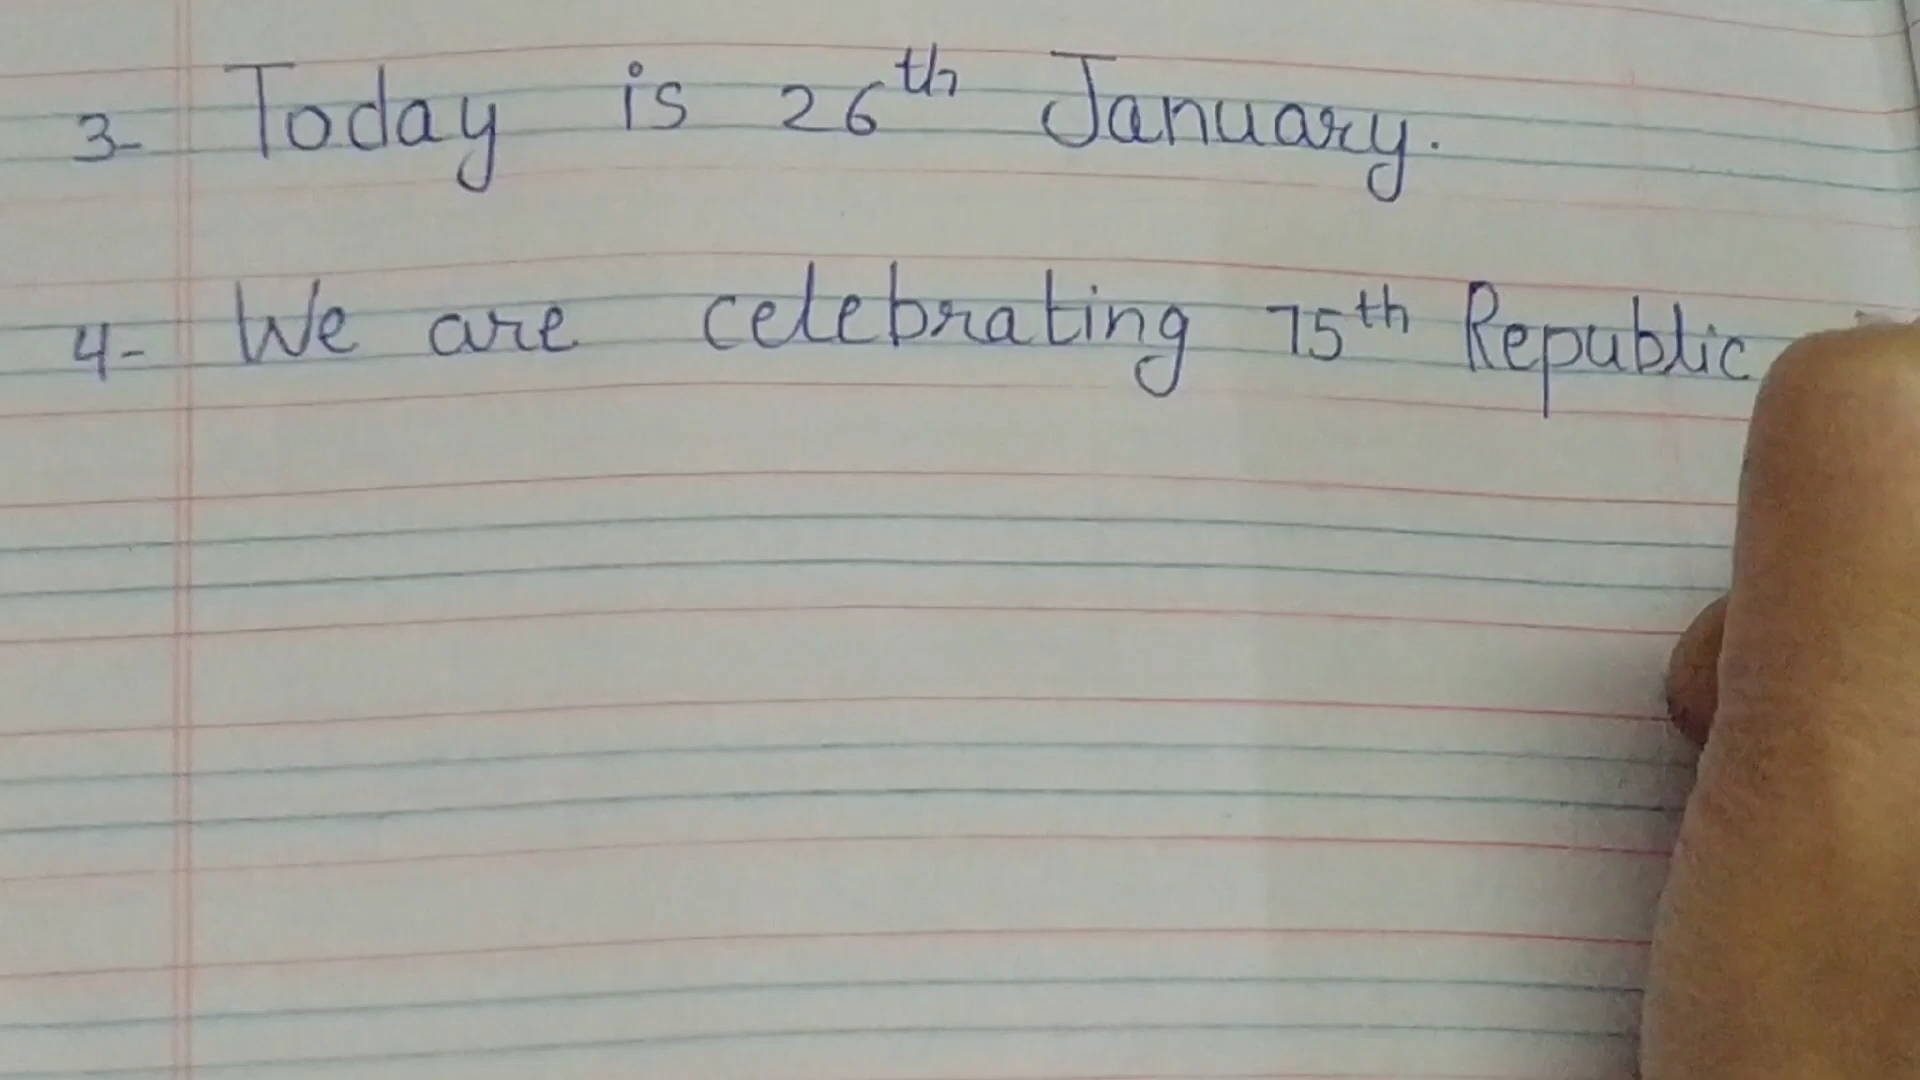 3- Today is 26th January.
4- We are celebrating 75th Republic